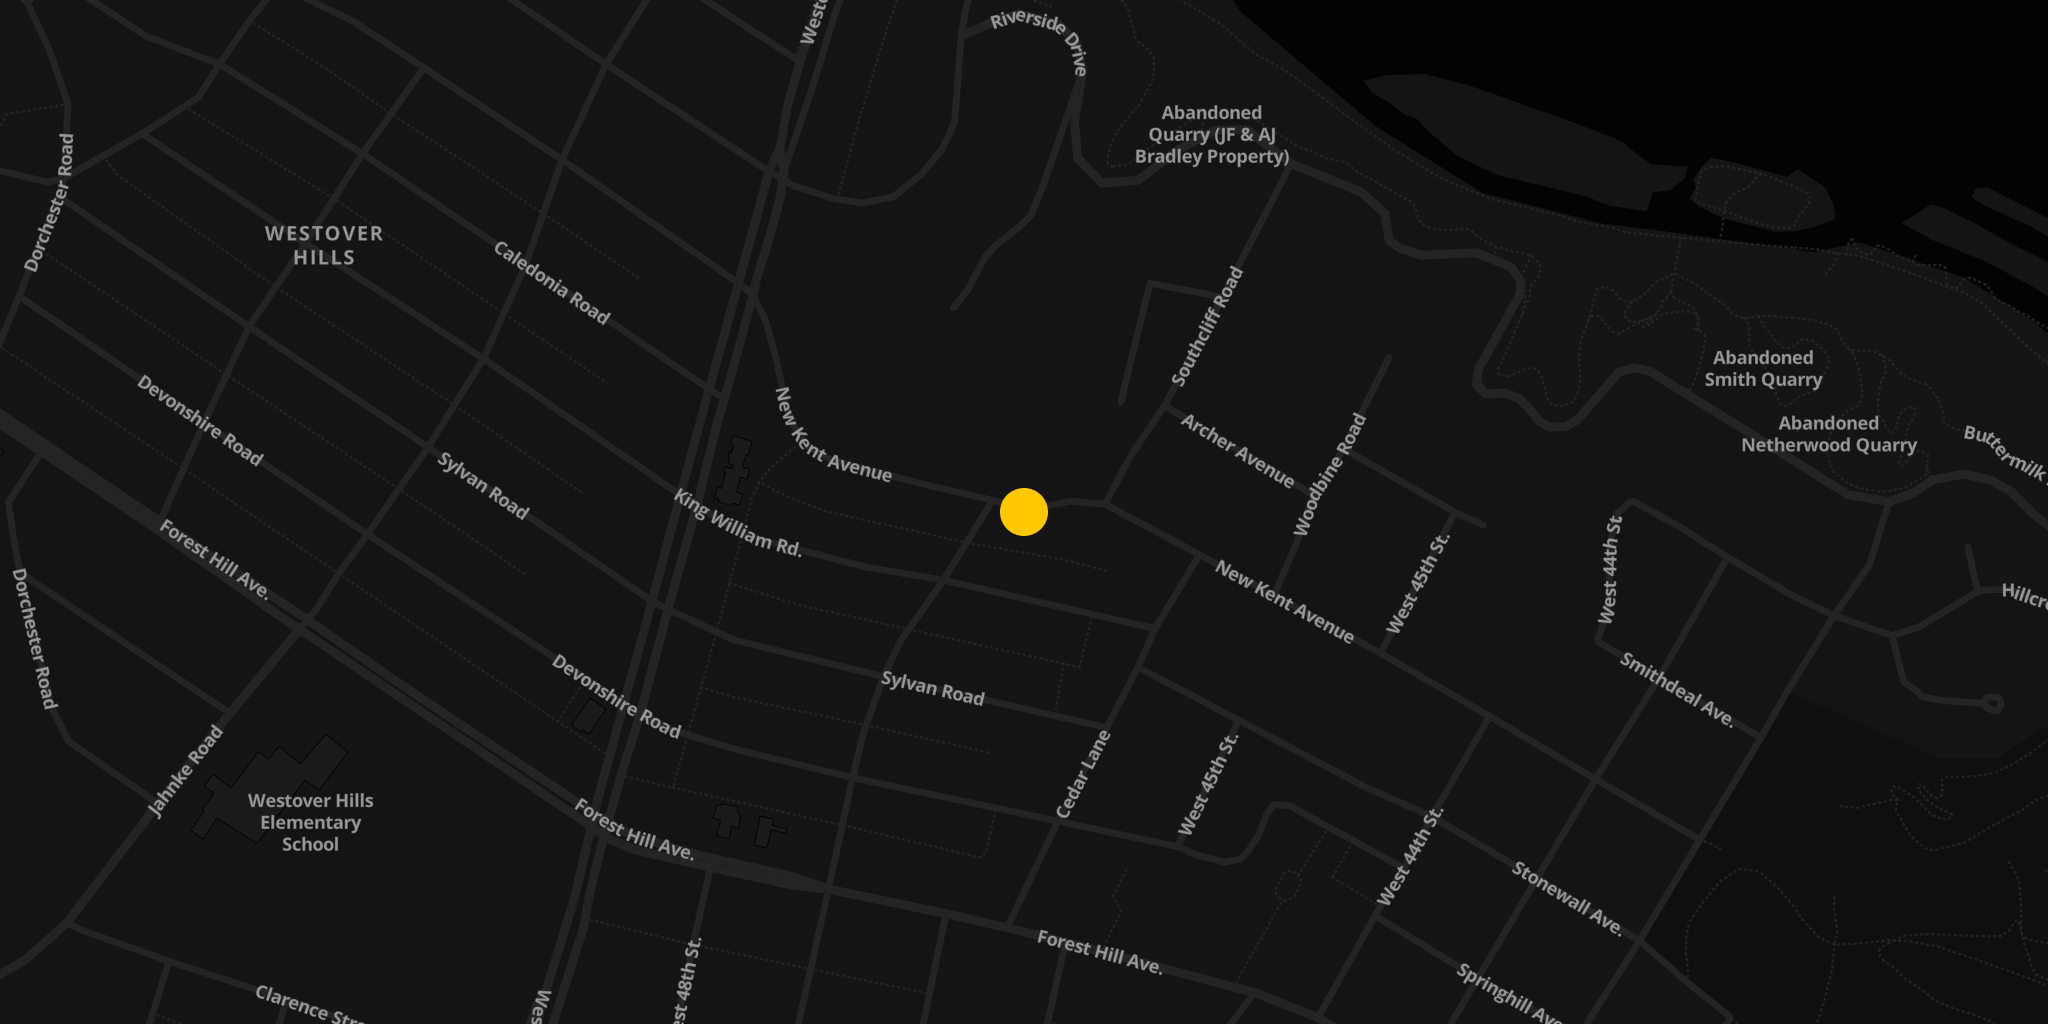 Westo
Riverside Drive
Abandoned
Quarry (JF & AJ
Bradley Property)
Dorchester Road
WESTOVER
HILLS
Caledonia Road
Southcliff Road
Abandoned
Smith Quarry
Abandoned
Netherwood Quarry
Buttermilk
Devonshire Road
New Kent Avenue
Archer Avenue
Woodbine Road
Sylvan Road
King William Rd.
Forest Hill Ave.
West 44th St
West 45th St.
New Kent Avenue
Hillcre
Dorchester Road
Devonshire Road
Sylvan Road
Smithdeal Ave.
Jahnke Road
Cedar Lane
West 45th St.
Westover Hills
Elementary
School
Forest Hill Ave.
West 44th St.
Stonewall Ave.
Forest Hill Ave.
Springhill Ave
est 48th St.
Clarence Stre
Wes